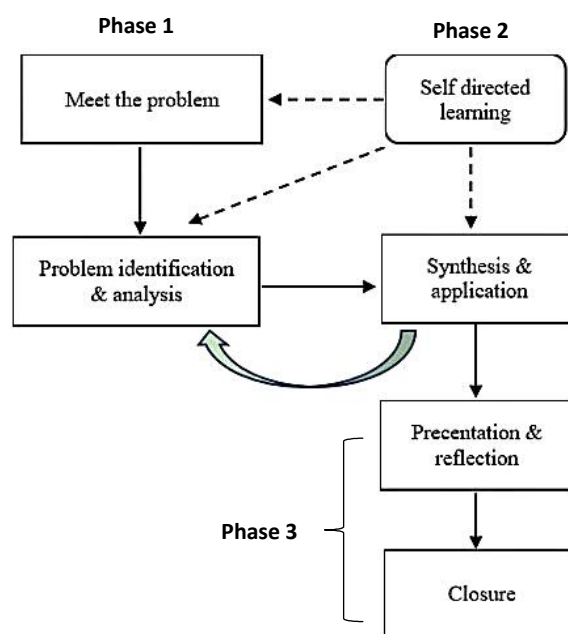 Phase 1
Phase 2
Meet the problem
Self directed
learning
Problem identification
& analysis
Synthesis &
application
Precentation &
reflection
Phase 3
Closure